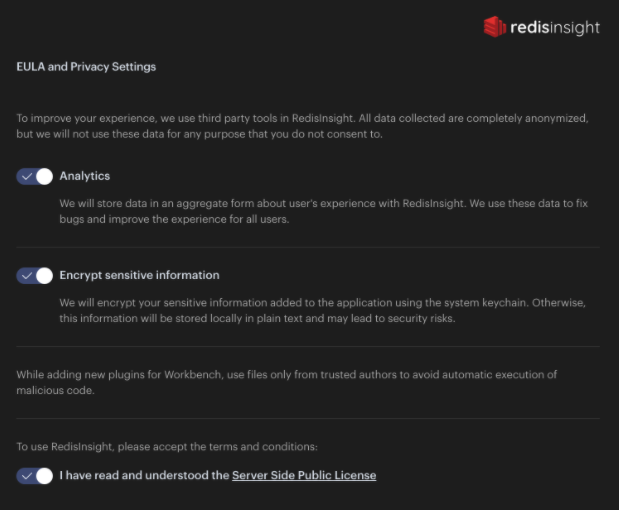 redisinsight
EULA and Privacy Settings
To improve your experience, we use third party tools in RedisInsight. All data collected are completely anonymized,
but we will not use these data for any purpose that you do not consent to.
Analytics
We will store data in an aggregate form about user's experience with RedisInsight. We use these data to fix
bugs and improve the experience for all users.
Encrypt sensitive information
We will encrypt your sensitive information added to the application using the system keychain. Otherwise,
this information will be stored locally in plain text and may lead to security risks.
While adding new plugins for Workbench, use files only from trusted authors to avoid automatic execution of
malicious code.
To use RedisInsight, please accept the terms and conditions:
I have read and understood the Server Side Public License